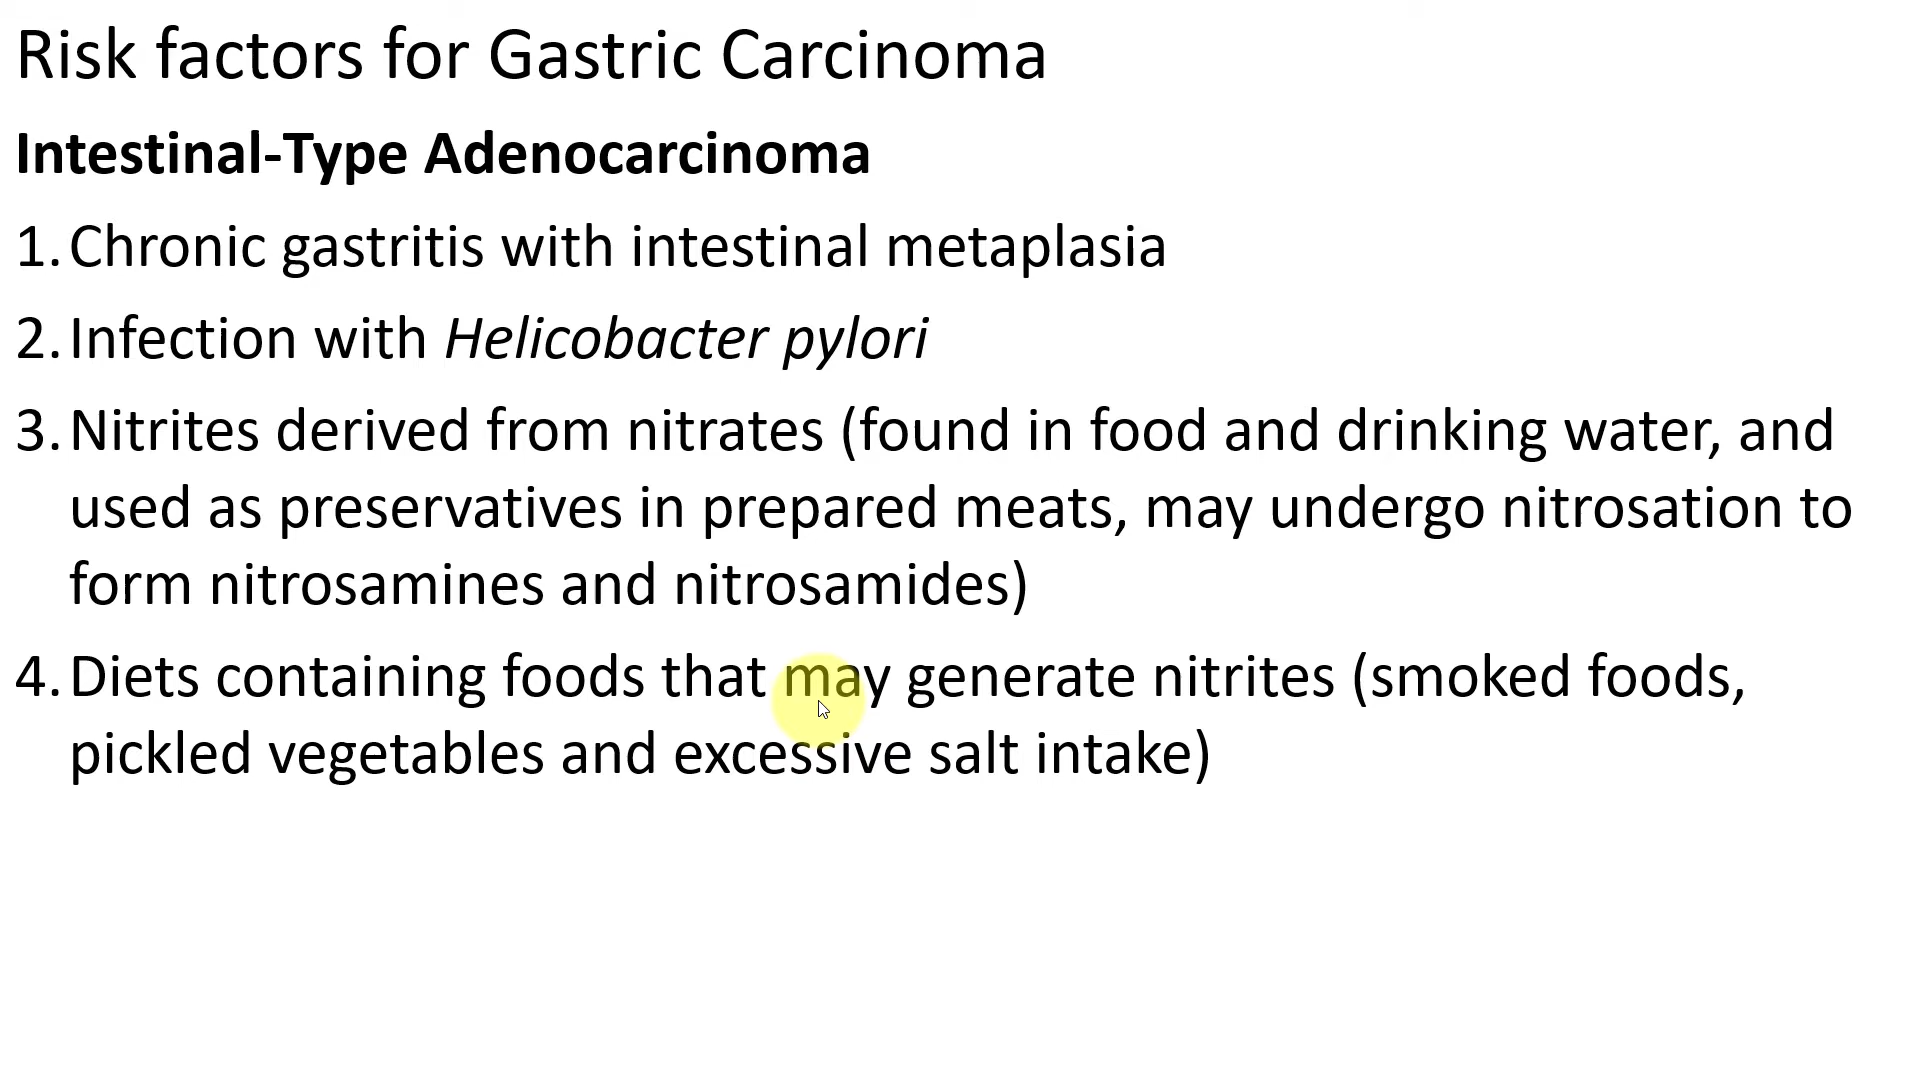 Risk factors for Gastric Carcinoma
Intestinal-Type Adenocarcinoma
1. Chronic gastritis with intestinal metaplasia
2. Infection with Helicobacter pylori
3. Nitrites derived from nitrates (found in food and drinking water, and
used as preservatives in prepared meats, may undergo nitrosation to
form nitrosamines and nitrosamides)
4. Diets containing foods that may generate nitrites (smoked foods,
pickled vegetables and excessive salt intake)